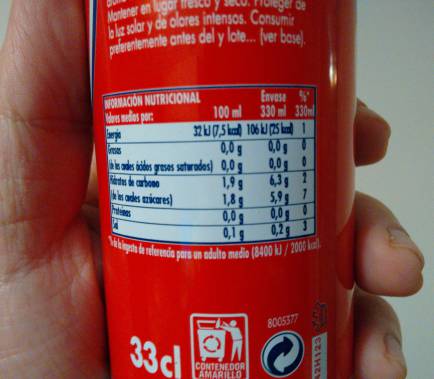 Mantener en lugar fresco y seco. Proteger de
la luz solar y de olores intensos. Consumir
preferentemente antes del y lote... (ver base).
INFORMACIÓN NUTRICIONAL Envase %*
Valores medios por: 100 ml 330 ml 330ml
Energía 32 kJ (7,5 kcal) 106 kJ (25 kcal) 1
Grasas 0,0 g 0,0 g 0
(de las cuales ácidos grasos saturados) 0,0 g 0,0 g 0
Hidratos de carbono 1,9 g 6,3 g 2
(de los cuales azúcares) 1,8 g 5,9 g 7
Proteínas 0,0 g 0,0 g 0
Sal 0,1 g 0,2 g 3
*% de la ingesta de referencia para un adulto medio (8400 kJ / 2000 kcal).
33 cl
CONTENEDOR
AMARILLO
8005377
A2H123